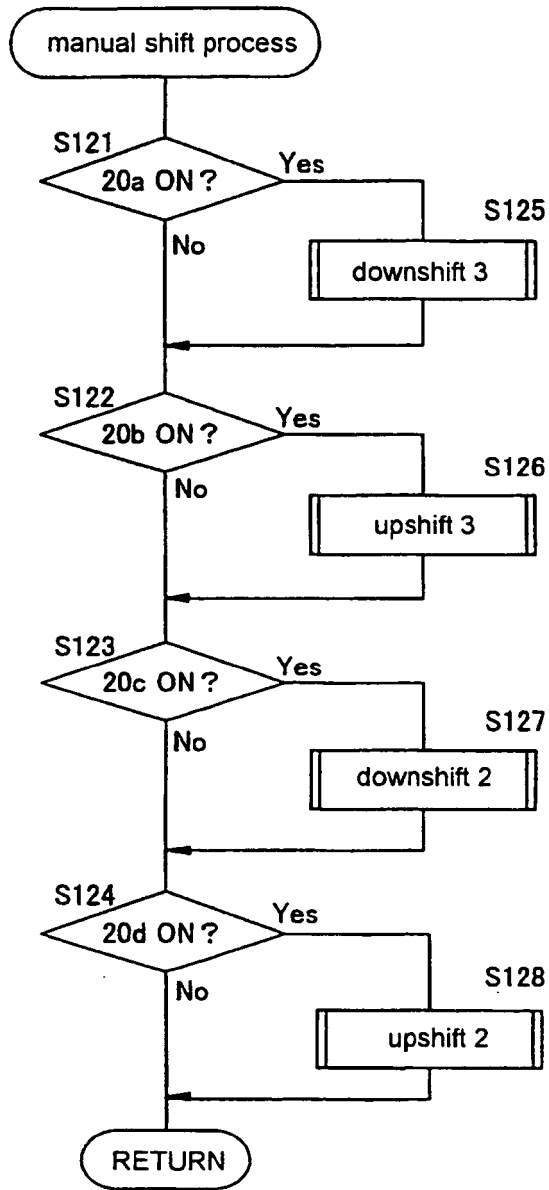 manual shift process
S121
20a ON?
Yes
S125
No
downshift 3
S122
20b ON?
Yes
S126
No
upshift 3
S123
20c ON?
Yes
S127
No
downshift 2
S124
20d ON?
Yes
S128
No
upshift 2
RETURN